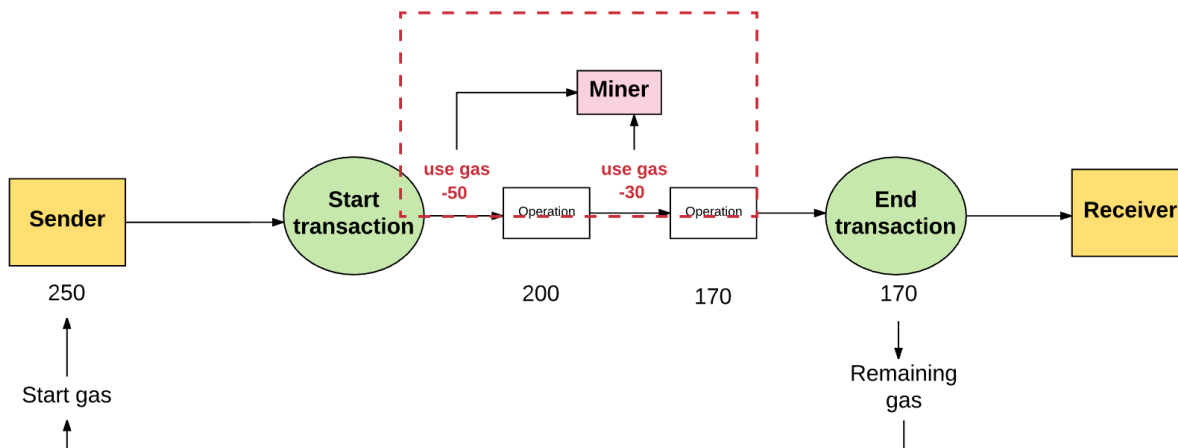 Miner
use gas
-50
use gas
-30
Sender
Start
transaction
Operation
Operation
End
transaction
Receiver
250
200
170
170
Start gas
Remaining
gas